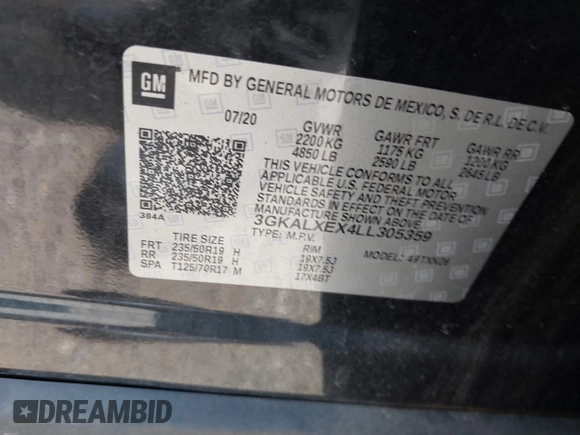 GM
MFD BY GENERAL MOTORS DE MEXICO, S. DE R.L. DE C.V.
07/20
GVWR GAWR FRT GAWR RR
2200 KG 1175 KG 1200 KG
4850 LB 2590 LB 2645 LB
THIS VEHICLE CONFORMS TO ALL
APPLICABLE U.S. FEDERAL MOTOR
VEHICLE SAFETY AND THEFT
PREVENTION STANDARDS IN
EFFECT ON THE DATE OF
MANUFACTURE SHOWN ABOVE.
384A
3GKALXEX4LL305359
TYPE: M.P.V. MODEL:
TIRE SIZE RIM
FRT 235/50R19 H 19X7.5J
RR 235/50R19 H 19X7.5J
SPA T125/70R17 M 17X4BT
DREAMBID